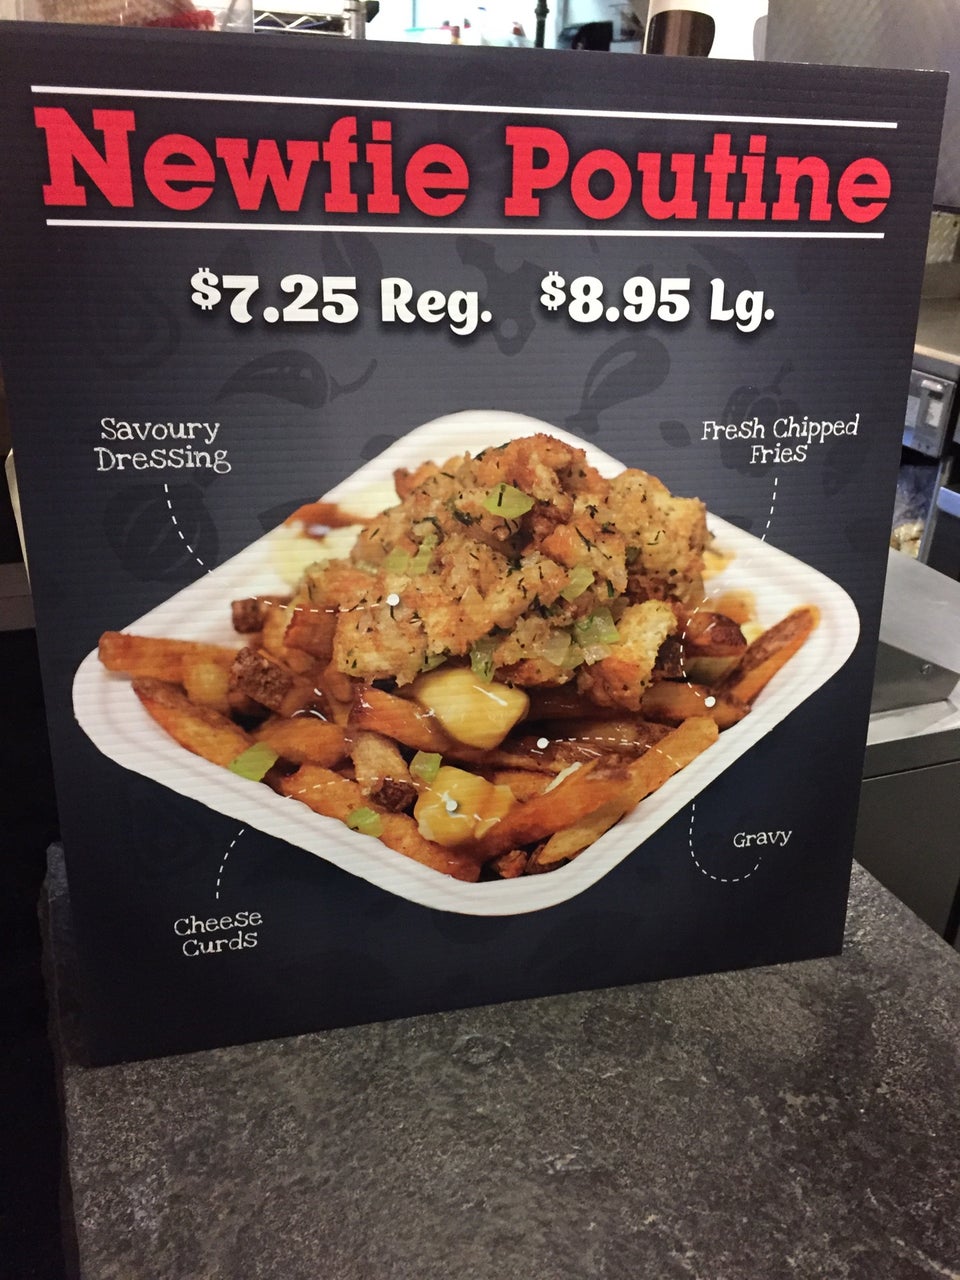 Newfie Poutine
$7.25 Reg. $8.95 Lg.
Savoury
Dressing
Fresh Chipped
Fries
Gravy
Cheese
Curds